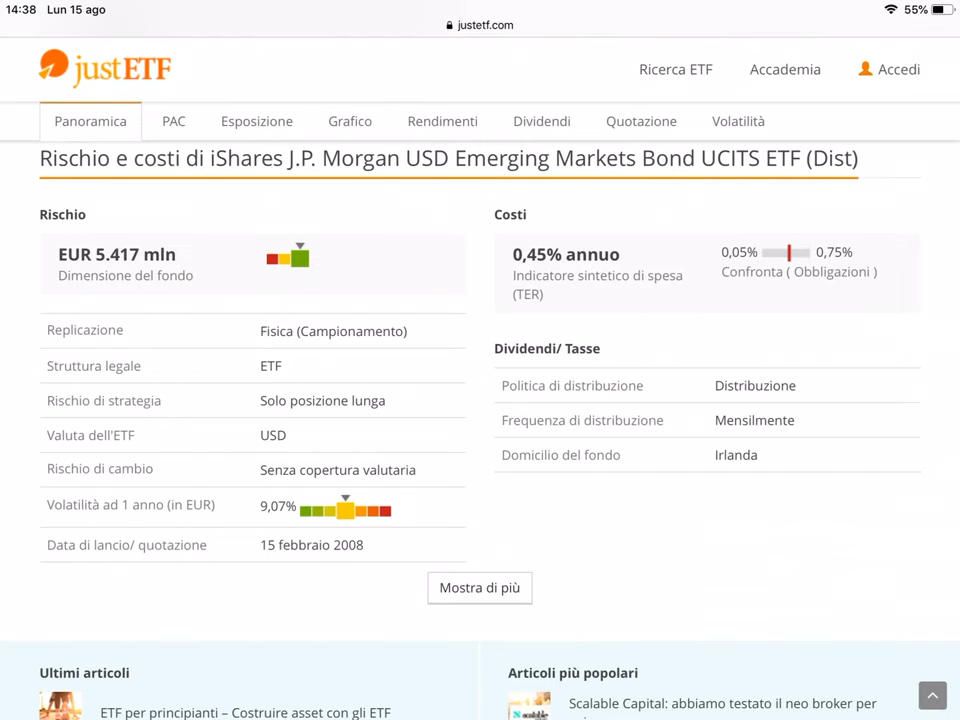 14:38 Lun 15 ago
55%
justetf.com
justETF
Ricerca ETF Accademia Accedi
Panoramica PAC Esposizione Grafico Rendimenti Dividendi Quotazione Volatilità
Rischio e costi di iShares J.P. Morgan USD Emerging Markets Bond UCITS ETF (Dist)
Rischio
EUR 5.417 mln
Dimensione del fondo
Replicazione Fisica (Campionamento)
Struttura legale ETF
Rischio di strategia Solo posizione lunga
Valuta dell'ETF USD
Rischio di cambio Senza copertura valutaria
Volatilità ad 1 anno (in EUR) 9,07%
Data di lancio/ quotazione 15 febbraio 2008
Costi
0,45% annuo
Indicatore sintetico di spesa
(TER)
0,05% 0,75%
Confronta ( Obbligazioni )
Dividendi/ Tasse
Politica di distribuzione Distribuzione
Frequenza di distribuzione Mensilmente
Domicilio del fondo Irlanda
Mostra di più
Ultimi articoli
ETF per principianti – Costruire asset con gli ETF
Articoli più popolari
Scalable Capital: abbiamo testato il neo broker per